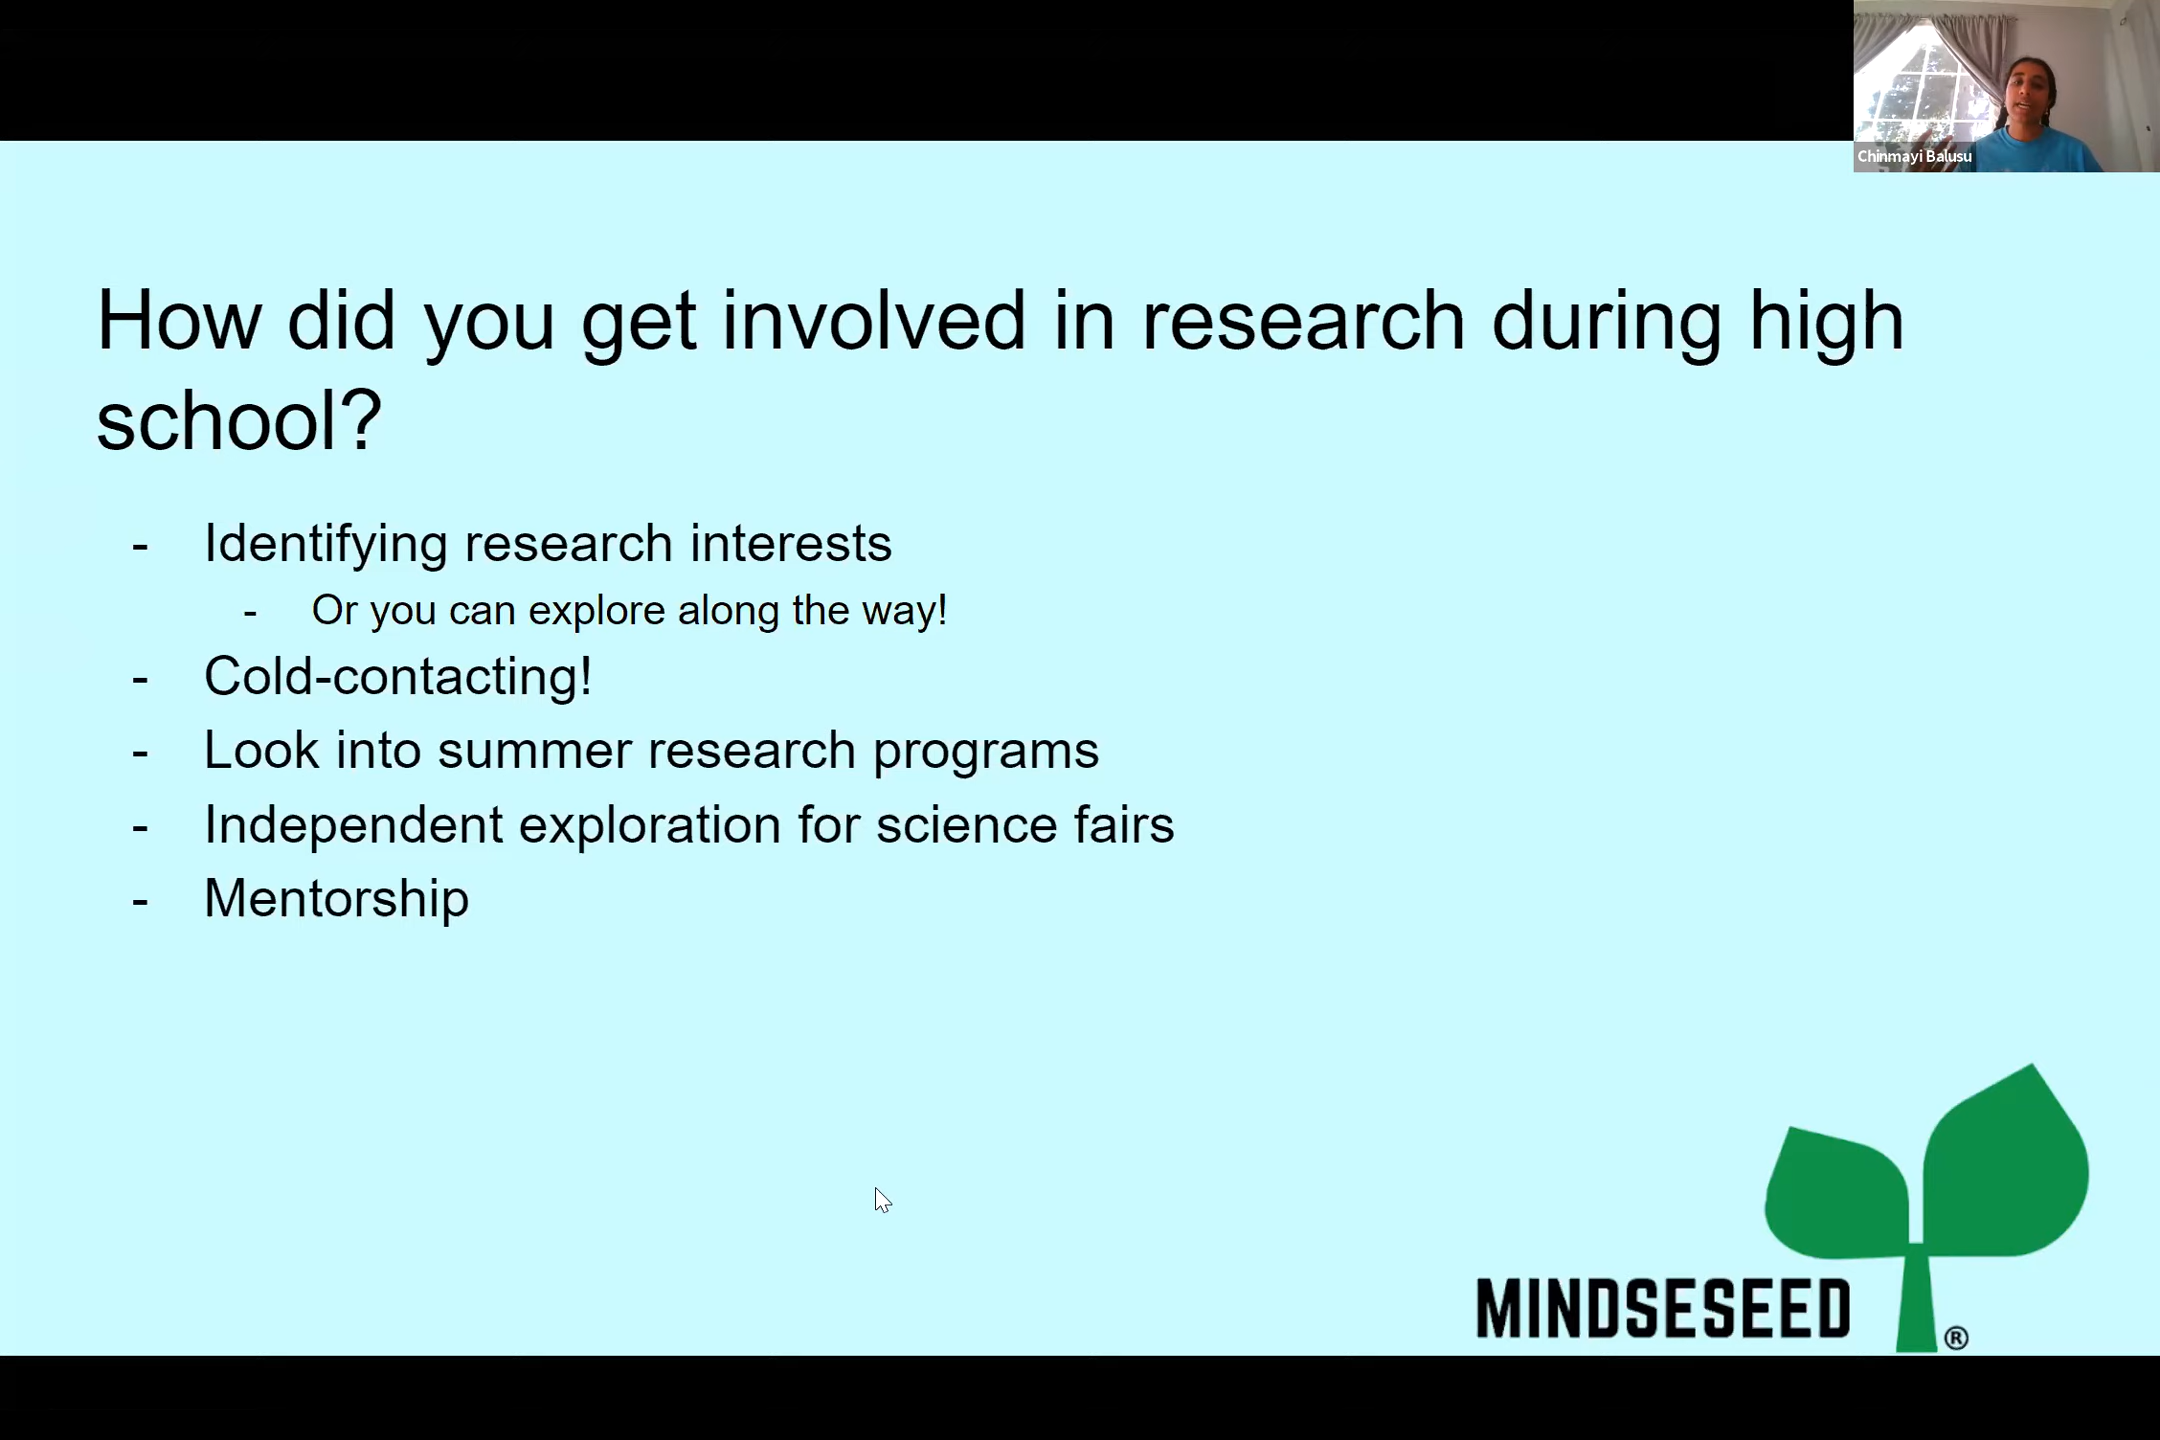 Chinmayi Balusu
How did you get involved in research during high
school?
- Identifying research interests
- Or you can explore along the way!
- Cold-contacting!
- Look into summer research programs
- Independent exploration for science fairs
- Mentorship
MINDSESEED
®